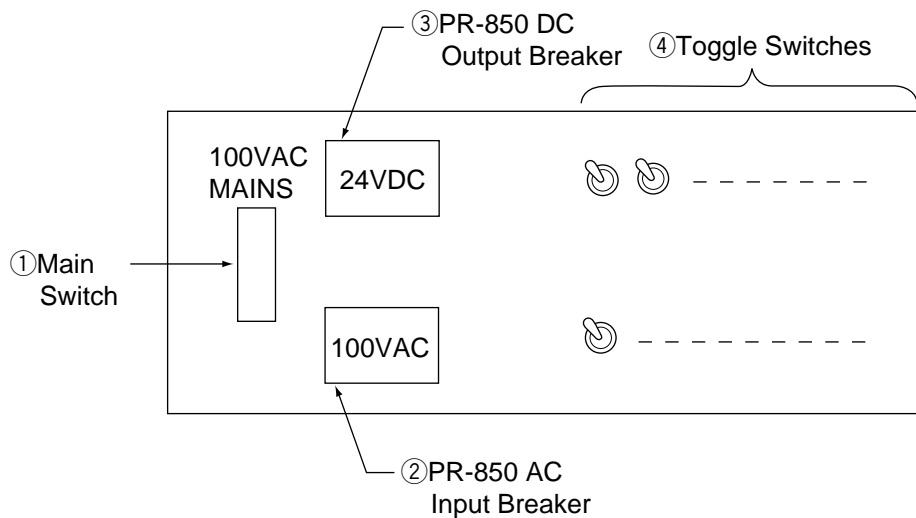 ③PR-850 DC
Output Breaker
④Toggle Switches
100VAC
MAINS
24VDC
①Main
Switch
100VAC
②PR-850 AC
Input Breaker